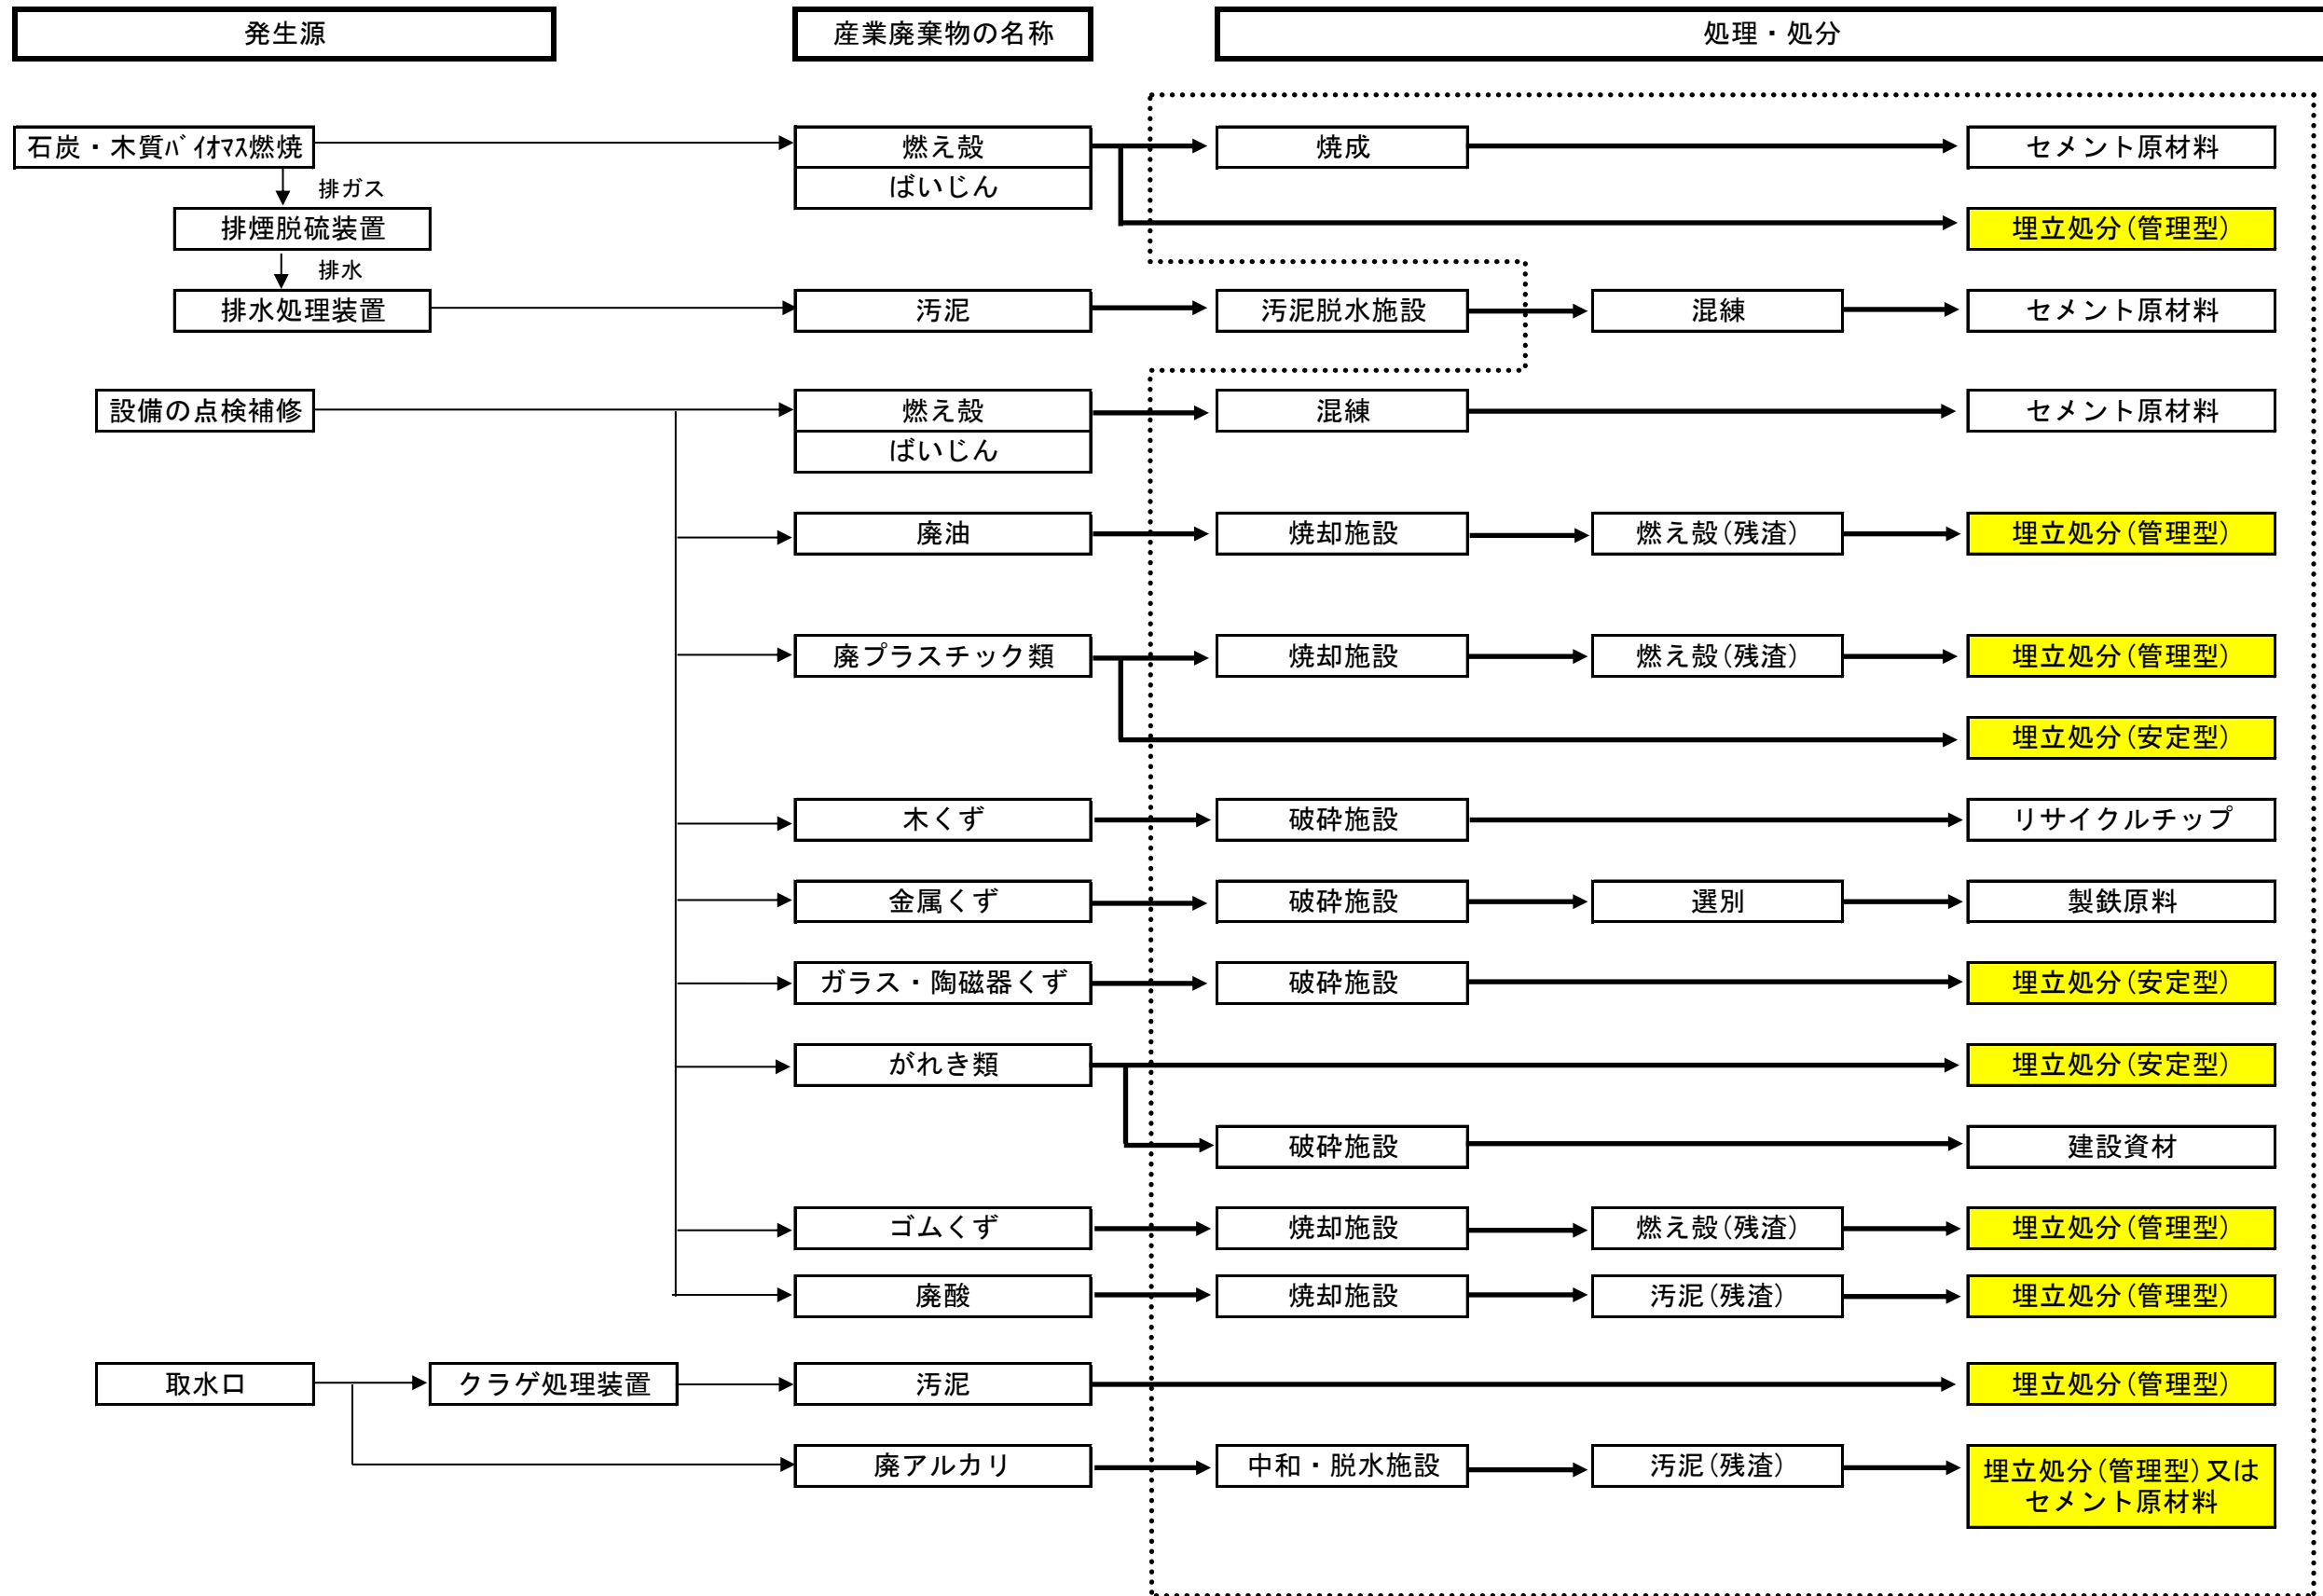 発生源
産業廃棄物の名称
処理・処分
石炭・木質ﾊﾞｲｵﾏｽ燃焼
燃え殻
焼成
セメント原材料
ばいじん
排ガス
排煙脱硫装置
埋立処分(管理型)
排水
排水処理装置
汚泥
汚泥脱水施設
混練
セメント原材料
設備の点検補修
燃え殻
混練
セメント原材料
ばいじん
廃油
焼却施設
燃え殻(残渣)
埋立処分(管理型)
廃プラスチック類
焼却施設
燃え殻(残渣)
埋立処分(管理型)
埋立処分(安定型)
木くず
破砕施設
リサイクルチップ
金属くず
破砕施設
選別
製鉄原料
ガラス・陶磁器くず
破砕施設
埋立処分(安定型)
がれき類
埋立処分(安定型)
破砕施設
建設資材
ゴムくず
焼却施設
燃え殻(残渣)
埋立処分(管理型)
廃酸
焼却施設
汚泥(残渣)
埋立処分(管理型)
取水口
クラゲ処理装置
汚泥
埋立処分(管理型)
廃アルカリ
中和・脱水施設
汚泥(残渣)
埋立処分(管理型)又は
セメント原材料